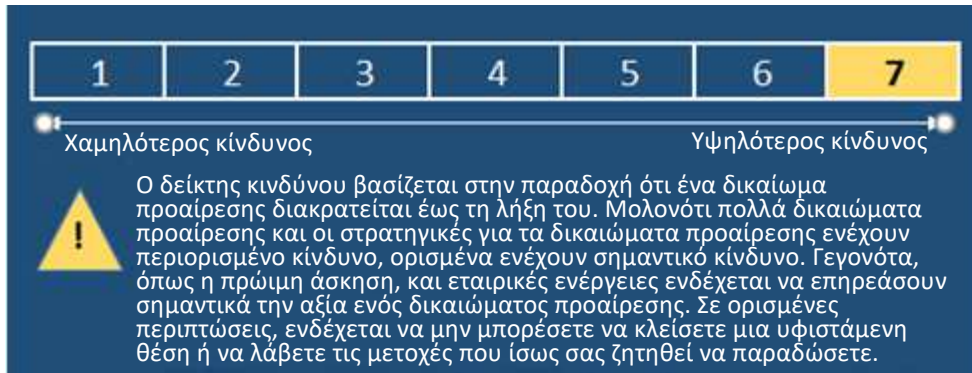 1 2 3 4 5 6 7
Χαμηλότερος κίνδυνος Υψηλότερος κίνδυνος
Ο δείκτης κινδύνου βασίζεται στην παραδοχή ότι ένα δικαίωμα
προαίρεσης διακρατείται έως τη λήξη του. Μολονότι πολλά δικαιώματα
προαίρεσης και οι στρατηγικές για τα δικαιώματα προαίρεσης ενέχουν
περιορισμένο κίνδυνο, ορισμένα ενέχουν σημαντικό κίνδυνο. Γεγονότα,
όπως η πρώιμη άσκηση, και εταιρικές ενέργειες ενδέχεται να επηρεάσουν
σημαντικά την αξία ενός δικαιώματος προαίρεσης. Σε ορισμένες
περιπτώσεις, ενδέχεται να μην μπορέσετε να κλείσετε μια υφιστάμενη
θέση ή να λάβετε τις μετοχές που ίσως σας ζητηθεί να παραδώσετε.
!